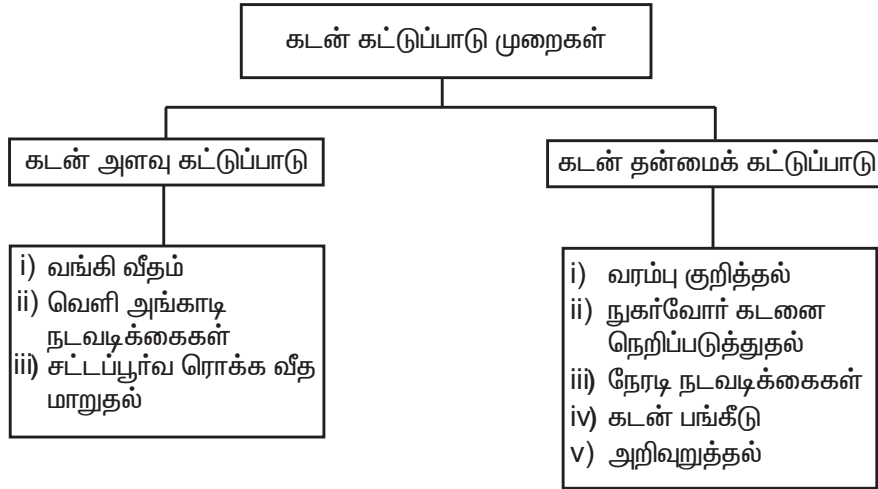 கடன் கட்டுப்பாடு முறைகள்
கடன் அளவு கட்டுப்பாடு
i) வங்கி வீதம்
ii) வெளி அங்காடி
நடவடிக்கைகள்
iii) சட்டப்பூர்வ ரொக்க வீத
மாறுதல்
கடன் தன்மைக் கட்டுப்பாடு
i) வரம்பு குறித்தல்
ii) நுகர்வோர் கடனை
நெறிப்படுத்துதல்
iii) நேரடி நடவடிக்கைகள்
iv) கடன் பங்கீடு
v) அறிவுறுத்தல்